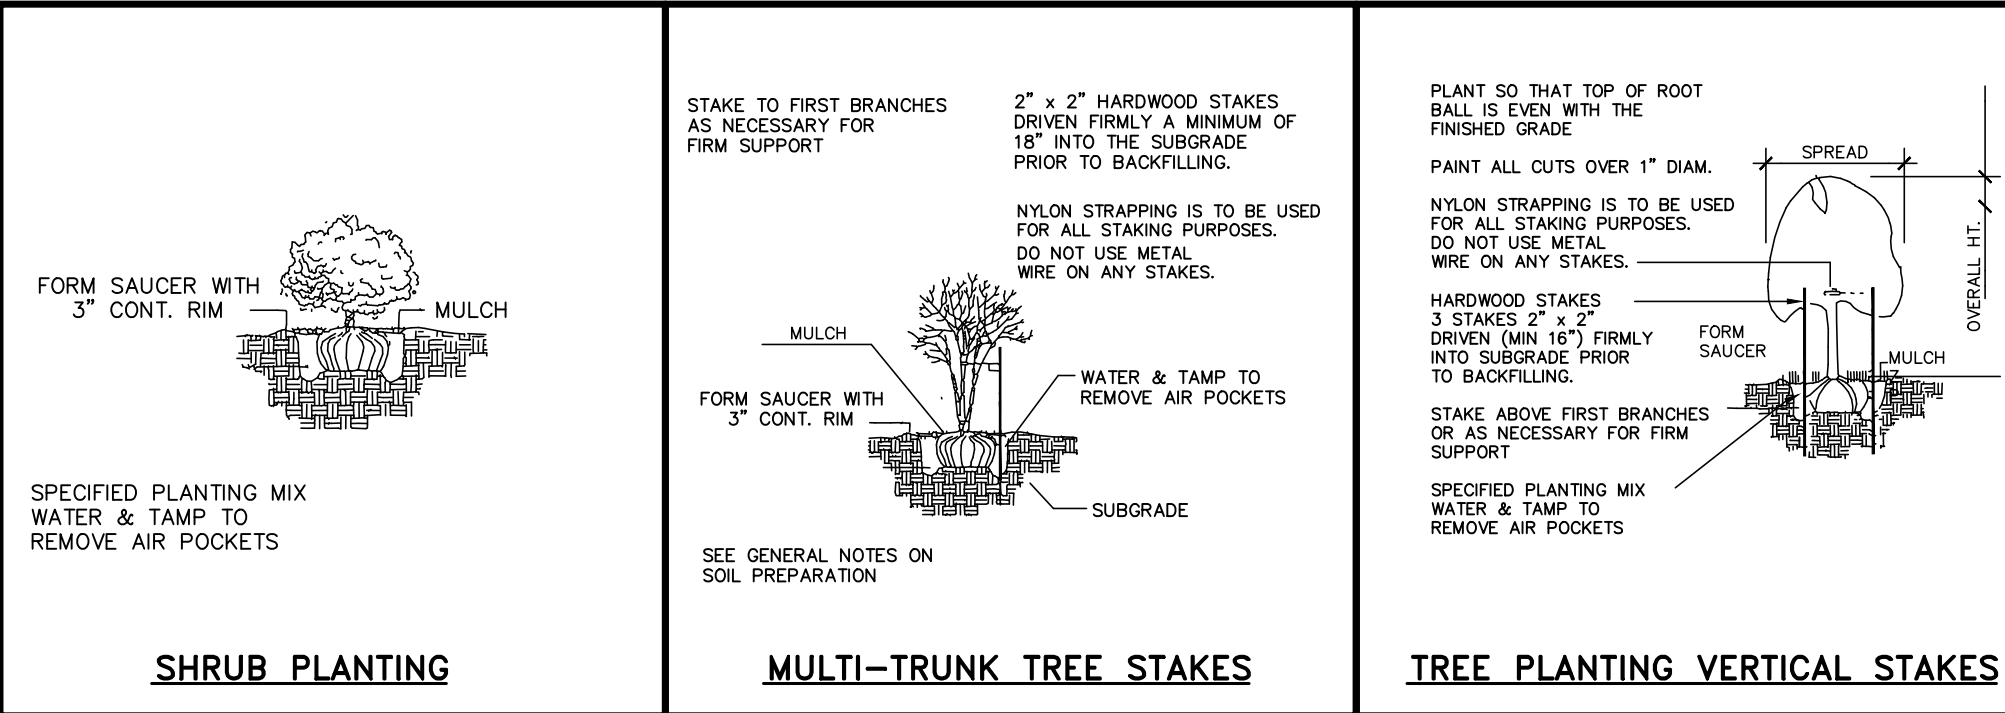 FORM SAUCER WITH
3" CONT. RIM
MULCH
SPECIFIED PLANTING MIX
WATER & TAMP TO
REMOVE AIR POCKETS
SHRUB PLANTING
STAKE TO FIRST BRANCHES
AS NECESSARY FOR
FIRM SUPPORT
2" x 2" HARDWOOD STAKES
DRIVEN FIRMLY A MINIMUM OF
18" INTO THE SUBGRADE
PRIOR TO BACKFILLING.
NYLON STRAPPING IS TO BE USED
FOR ALL STAKING PURPOSES.
DO NOT USE METAL
WIRE ON ANY STAKES.
MULCH
WATER & TAMP TO
REMOVE AIR POCKETS
FORM SAUCER WITH
3" CONT. RIM
SUBGRADE
SEE GENERAL NOTES ON
SOIL PREPARATION
MULTI-TRUNK TREE STAKES
PLANT SO THAT TOP OF ROOT
BALL IS EVEN WITH THE
FINISHED GRADE
PAINT ALL CUTS OVER 1" DIAM.
NYLON STRAPPING IS TO BE USED
FOR ALL STAKING PURPOSES.
DO NOT USE METAL
WIRE ON ANY STAKES.
HARDWOOD STAKES
3 STAKES 2" x 2"
DRIVEN (MIN 16") FIRMLY
INTO SUBGRADE PRIOR
TO BACKFILLING.
STAKE ABOVE FIRST BRANCHES
OR AS NECESSARY FOR FIRM
SUPPORT
SPECIFIED PLANTING MIX
WATER & TAMP TO
REMOVE AIR POCKETS
SPREAD
OVERALL HT.
FORM
SAUCER
MULCH
TREE PLANTING VERTICAL STAKES